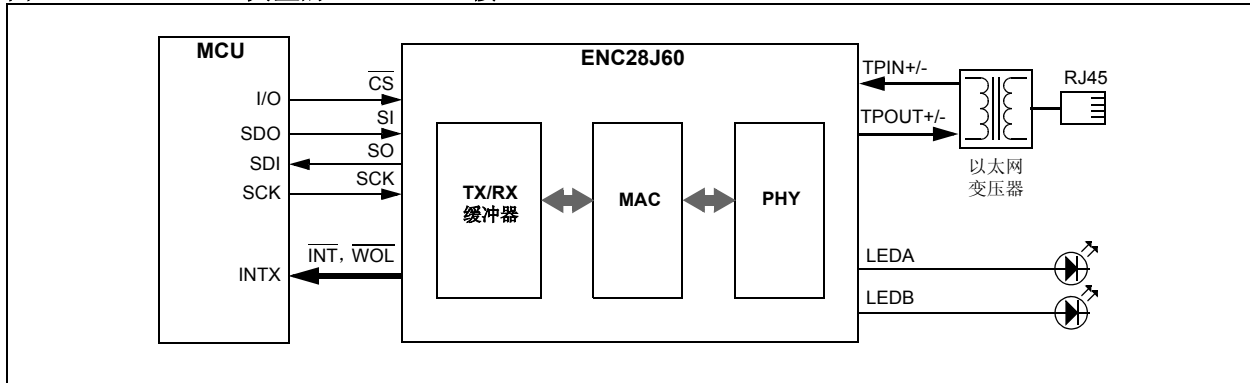 MCU
I/O
SDO
SDI
SCK
INTX
CS
SI
SO
SCK
INT，WOL
ENC28J60
TX/RX
缓冲器
MAC
PHY
TPIN+/-
TPOUT+/-
RJ45
以太网
变压器
LEDA
LEDB